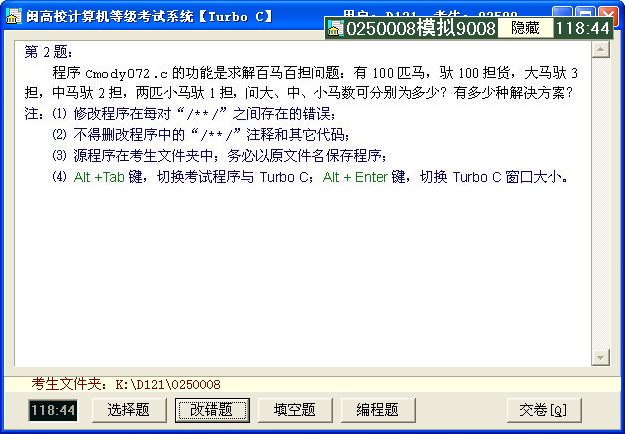 闽高校计算机等级考试系统【Turbo C】
0250008模拟9008 隐藏 118:44
第 2 题：
程序 Cmody072.c 的功能是求解百马百担问题：有 100 匹马，驮 100 担货，大马驮 3
担，中马驮 2 担，两匹小马驮 1 担，问大、中、小马数可分别为多少？有多少种解决方案？
注：⑴ 修改程序在每对“/**/”之间存在的错误；
⑵ 不得删改程序中的“/**/”注释和其它代码；
⑶ 源程序在考生文件夹中；务必以原文件名保存程序；
⑷ Alt +Tab 键，切换考试程序与 Turbo C；Alt + Enter 键，切换 Turbo C 窗口大小。
考生文件夹：K:\D121\0250008
118:44 选择题 改错题 填空题 编程题 交卷[Q]